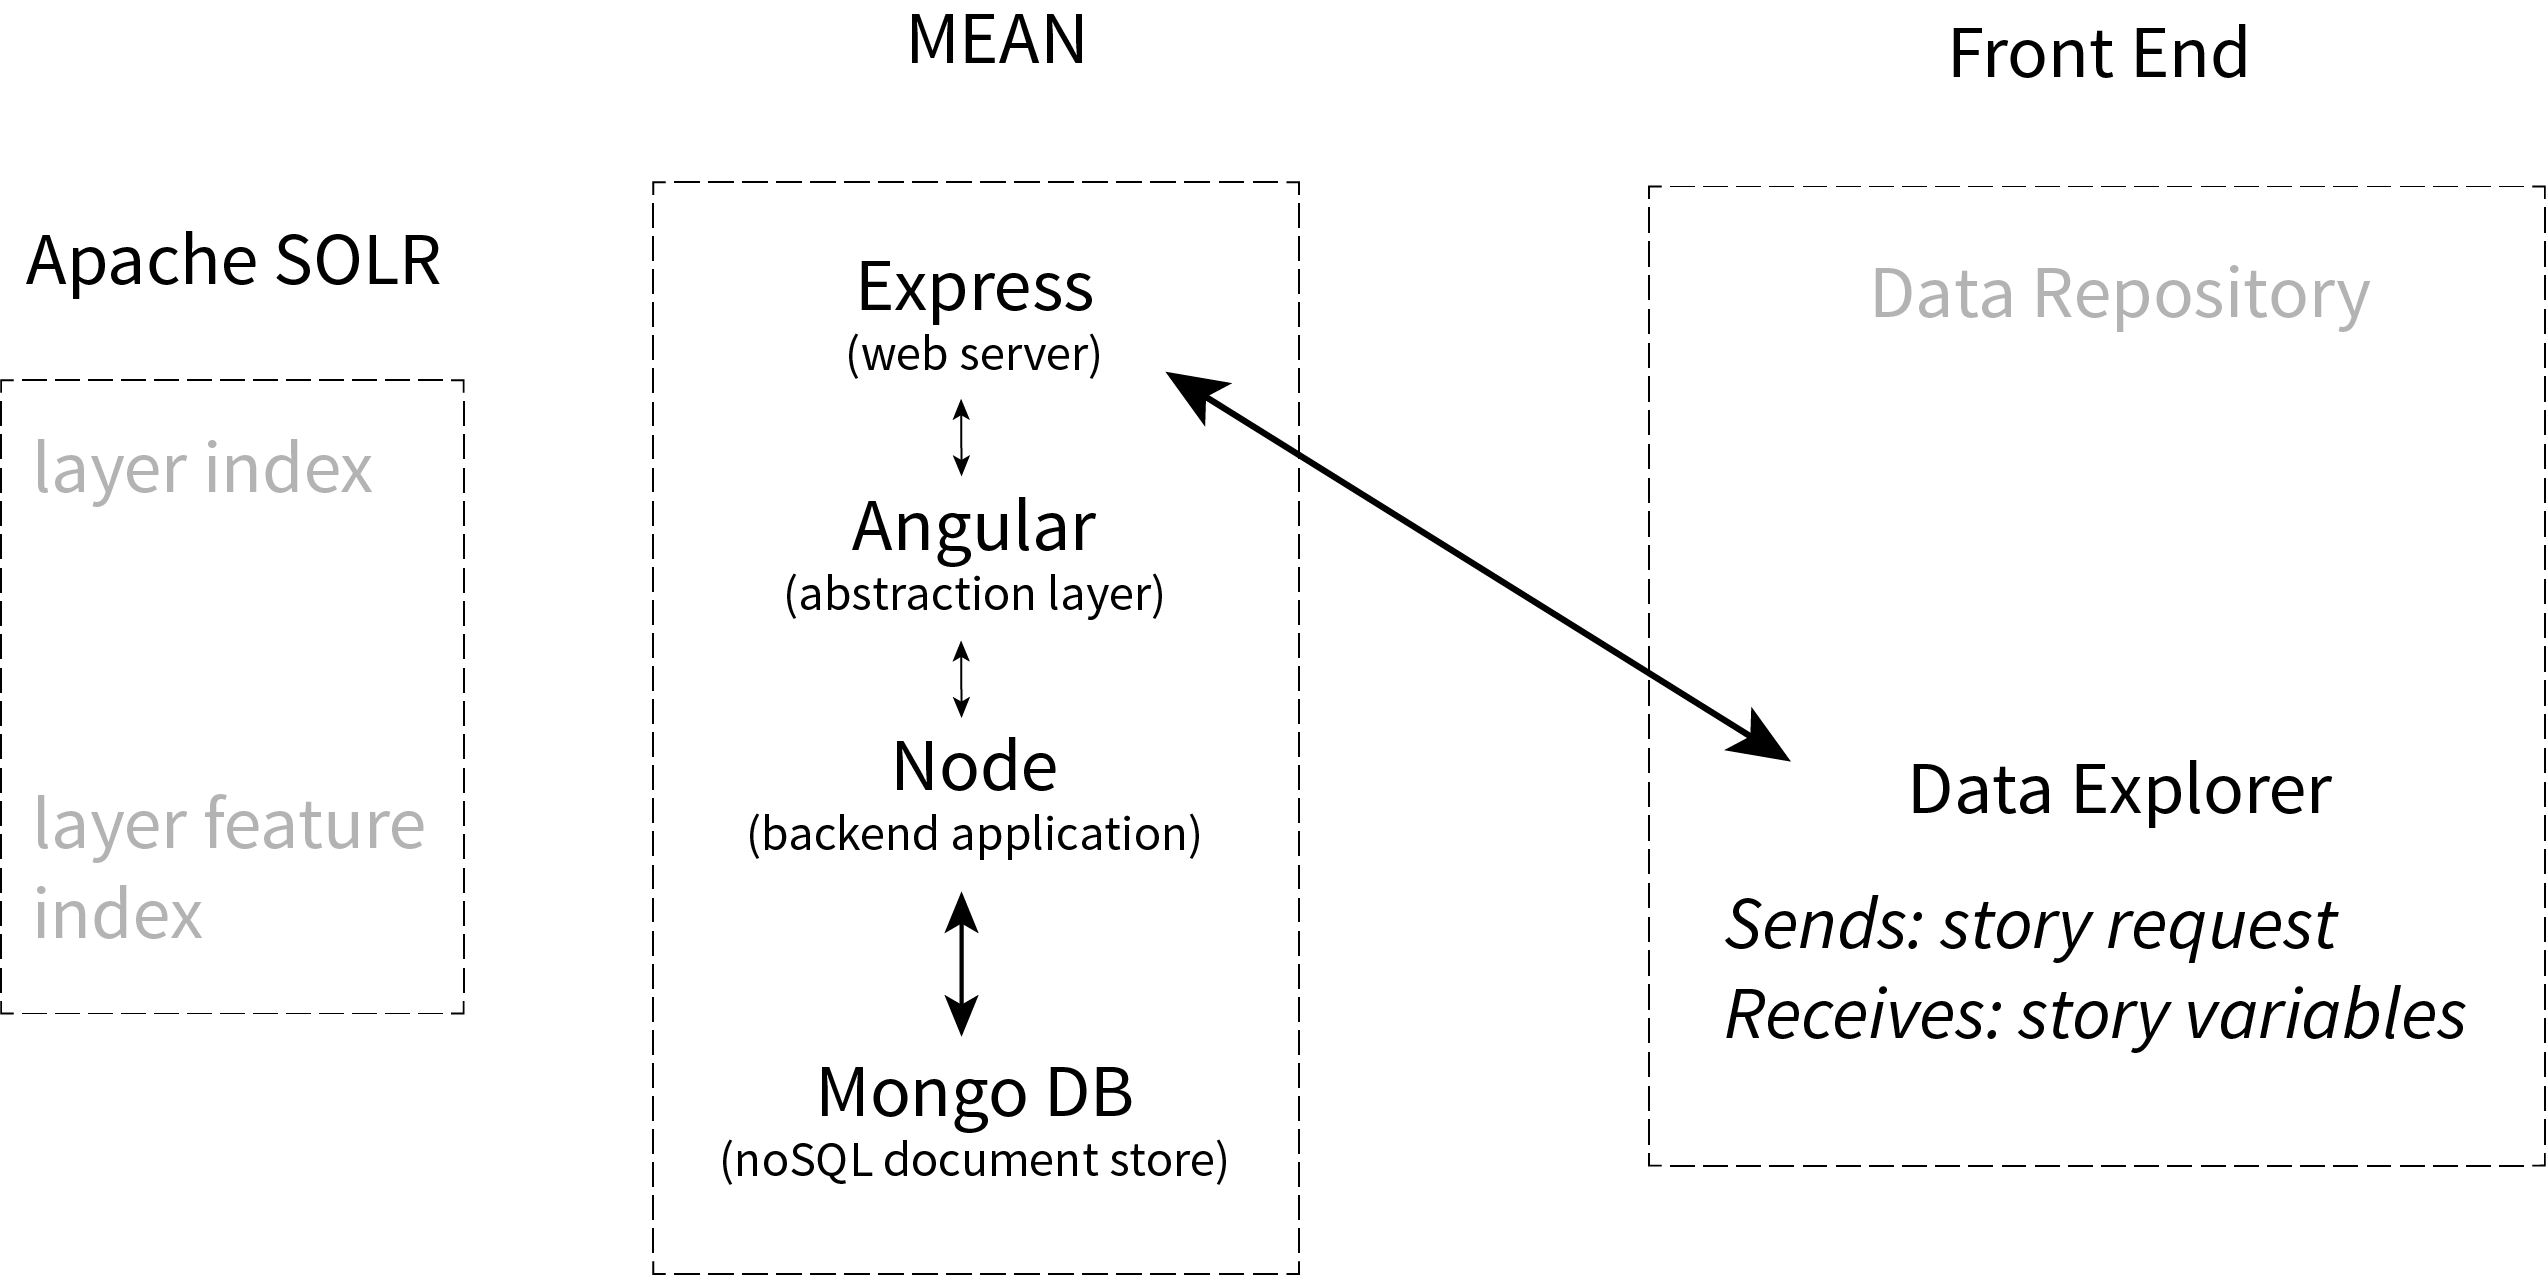 Apache SOLR
layer index
layer feature
index
MEAN
Express
(web server)
Angular
(abstraction layer)
Node
(backend application)
Mongo DB
(noSQL document store)
Front End
Data Repository
Data Explorer
Sends: story request
Receives: story variables